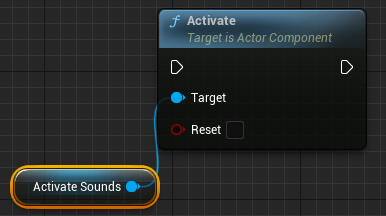 Activate
Target is Actor Component
Target
Reset
Activate Sounds